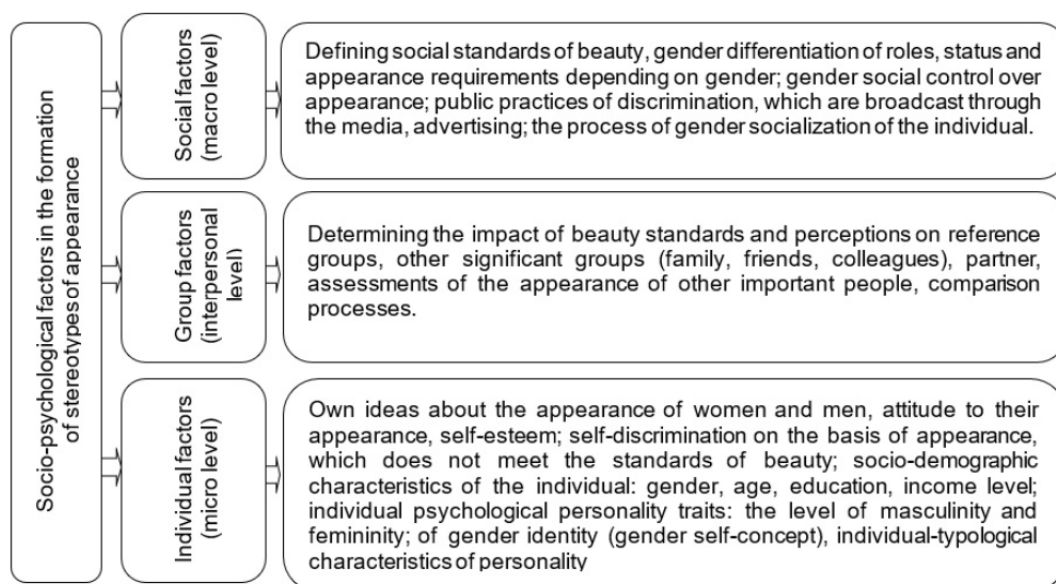 Socio-psychological factors in the formation
of stereotypes of appearance
Social factors
(macro level)
Defining social standards of beauty, gender differentiation of roles, status and
appearance requirements depending on gender; gender social control over
appearance; public practices of discrimination, which are broadcast through
the media, advertising; the process of gender socialization of the individual.
Group factors
(interpersonal
level)
Determining the impact of beauty standards and perceptions on reference
groups, other significant groups (family, friends, colleagues), partner,
assessments of the appearance of other important people, comparison
processes.
Individual factors
(micro level)
Own ideas about the appearance of women and men, attitude to their
appearance, self-esteem; self-discrimination on the basis of appearance,
which does not meet the standards of beauty; socio-demographic
characteristics of the individual: gender, age, education, income level;
individual psychological personality traits: the level of masculinity and
femininity; of gender identity (gender self-concept), individual-typological
characteristics of personality